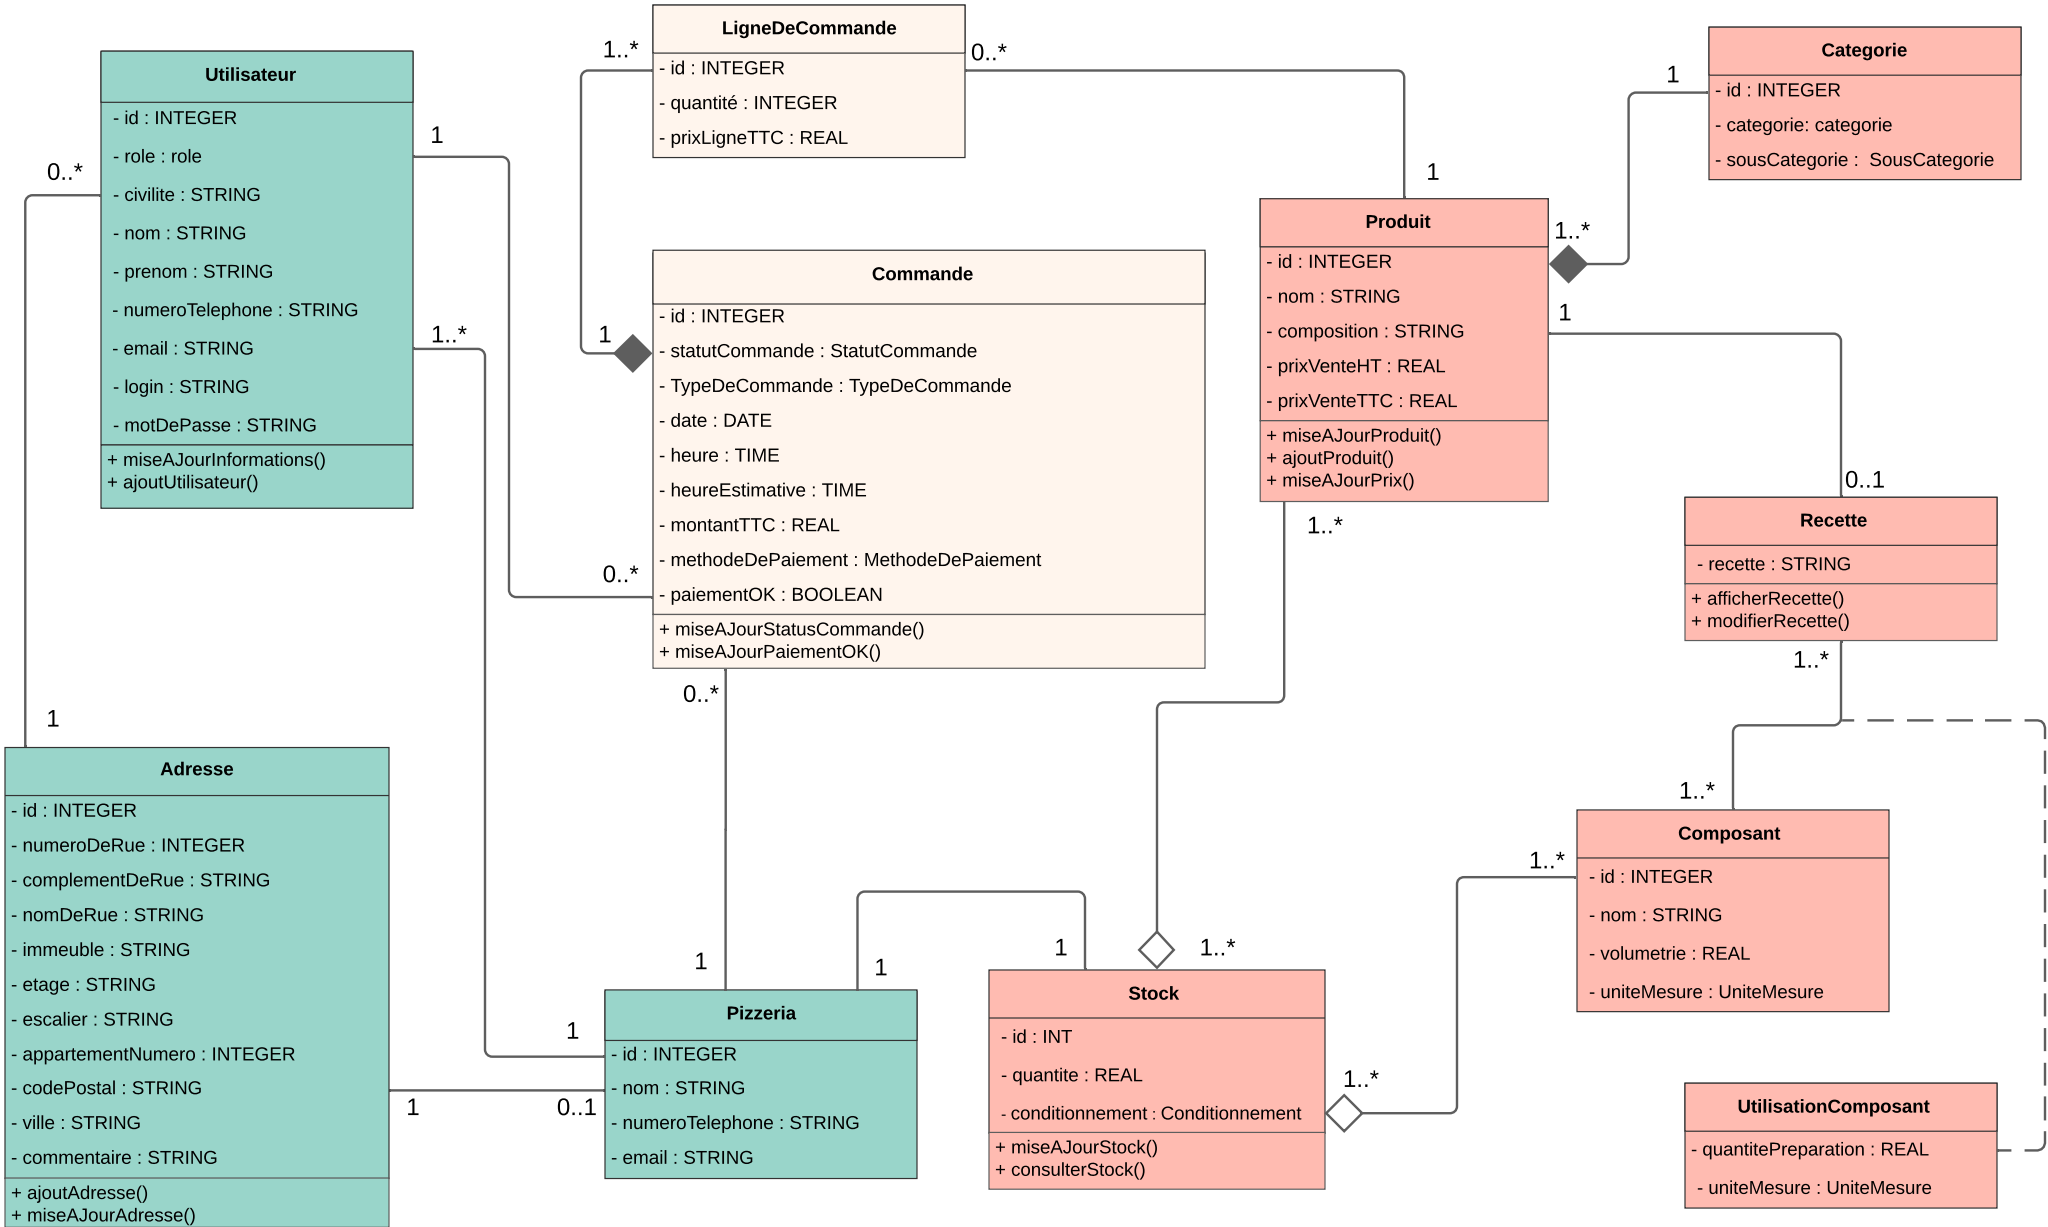 LigneDeCommande
- id : INTEGER
- quantité : INTEGER
- prixLigneTTC : REAL
1..*
0..*
Categorie
- id : INTEGER
- categorie: categorie
- sousCategorie :  SousCategorie
1
Utilisateur
- id : INTEGER
- role : role
- civilite : STRING
- nom : STRING
- prenom : STRING
- numeroTelephone : STRING
- email : STRING
- login : STRING
- motDePasse : STRING
+ miseAJourInformations()
+ ajoutUtilisateur()
1
0..*
1..*
1
Produit
- id : INTEGER
- nom : STRING
- composition : STRING
- prixVenteHT : REAL
- prixVenteTTC : REAL
+ miseAJourProduit()
+ ajoutProduit()
+ miseAJourPrix()
1..*
1
1..*
Commande
- id : INTEGER
- statutCommande : StatutCommande
- TypeDeCommande : TypeDeCommande
- date : DATE
- heure : TIME
- heureEstimative : TIME
- montantTTC : REAL
- methodeDePaiement : MethodeDePaiement
- paiementOK : BOOLEAN
+ miseAJourStatusCommande()
+ miseAJourPaiementOK()
1
0..*
0..*
0..1
Recette
- recette : STRING
+ afficherRecette()
+ modifierRecette()
1..*
1
Adresse
- id : INTEGER
- numeroDeRue : INTEGER
- complementDeRue : STRING
- nomDeRue : STRING
- immeuble : STRING
- etage : STRING
- escalier : STRING
- appartementNumero : INTEGER
- codePostal : STRING
- ville : STRING
- commentaire : STRING
+ ajoutAdresse()
+ miseAJourAdresse()
1..*
Composant
- id : INTEGER
- nom : STRING
- volumetrie : REAL
- uniteMesure : UniteMesure
1..*
1
1
1
1..*
Pizzeria
- id : INTEGER
- nom : STRING
- numeroTelephone : STRING
- email : STRING
1
1
0..1
Stock
- id : INT
- quantite : REAL
- conditionnement : Conditionnement
+ miseAJourStock()
+ consulterStock()
1..*
UtilisationComposant
- quantitePreparation : REAL
- uniteMesure : UniteMesure